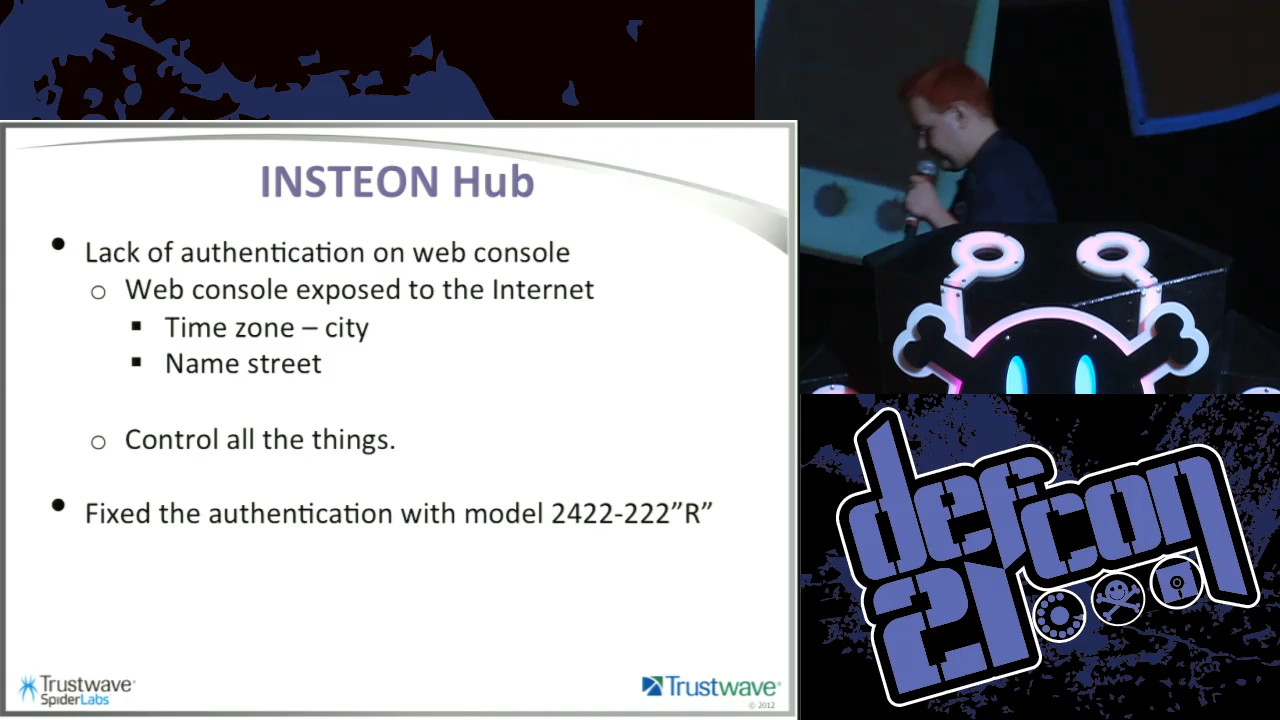 INSTEON Hub
• Lack of authentication on web console
○ Web console exposed to the Internet
▪ Time zone – city
▪ Name street
○ Control all the things.
• Fixed the authentication with model 2422-222”R”
Trustwave®
SpiderLabs
Trustwave®
© 2012
defcon
21